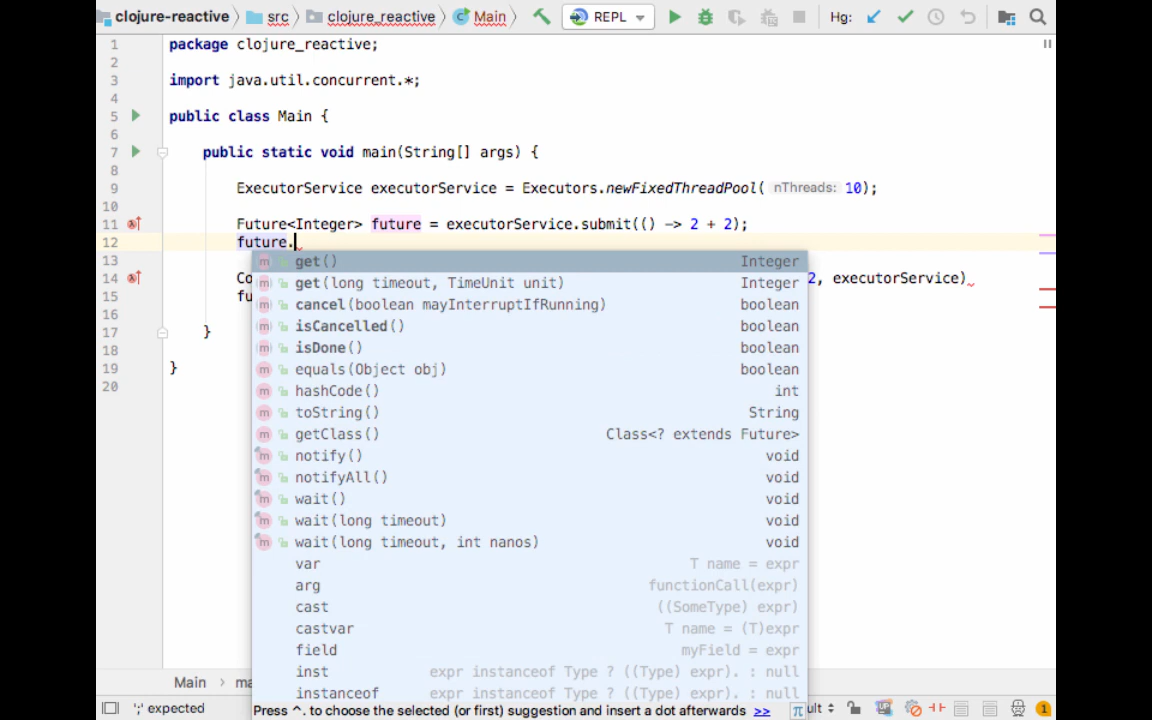 clojure-reactive src clojure_reactive Main REPL Hg:
1 package clojure_reactive;
2
3 import java.util.concurrent.*;
4
5 public class Main {
6
7 public static void main(String[] args) {
8
9 ExecutorService executorService = Executors.newFixedThreadPool( nThreads: 10);
10
11 Future<Integer> future = executorService.submit(() -> 2 + 2);
12 future.
get() Integer
13
14 Co 2, executorService)
get(long timeout, TimeUnit unit) Integer
15 fu
cancel(boolean mayInterruptIfRunning) boolean
16
isCancelled() boolean
17 }
isDone() boolean
18
19 }
equals(Object obj) boolean
20
hashCode() int
toString() String
getClass() Class<? extends Future>
notify() void
notifyAll() void
wait() void
wait(long timeout) void
wait(long timeout, int nanos) void
var T name = expr
arg functionCall(expr)
cast ((SomeType) expr)
castvar T name = (T)expr
field myField = expr
inst expr instanceof Type ? ((Type) expr). : null
Main ma
instanceof expr instanceof Type ? ((Type) expr). : null
';' expected Press ^. to choose the selected (or first) suggestion and insert a dot afterwards >> π ult 1